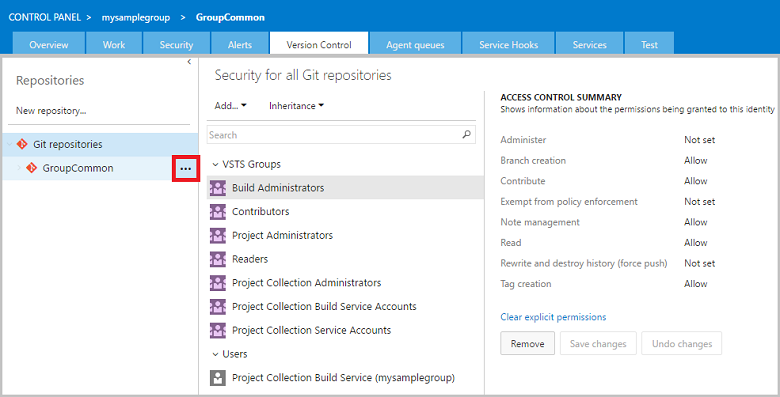 CONTROL PANEL > mysamplegroup > GroupCommon
Overview Work Security Alerts Version Control Agent queues Service Hooks Services Test
<
Repositories
New repository...
Git repositories
GroupCommon ...
Security for all Git repositories
Add... Inheritance
Search
VSTS Groups
Build Administrators
Contributors
Project Administrators
Readers
Project Collection Administrators
Project Collection Build Service Accounts
Project Collection Service Accounts
Users
Project Collection Build Service (mysamplegroup)
ACCESS CONTROL SUMMARY
Shows information about the permissions being granted to this identity
Administer Not set
Branch creation Allow
Contribute Allow
Exempt from policy enforcement Not set
Note management Allow
Read Allow
Rewrite and destroy history (force push) Not set
Tag creation Allow
Clear explicit permissions
Remove Save changes Undo changes